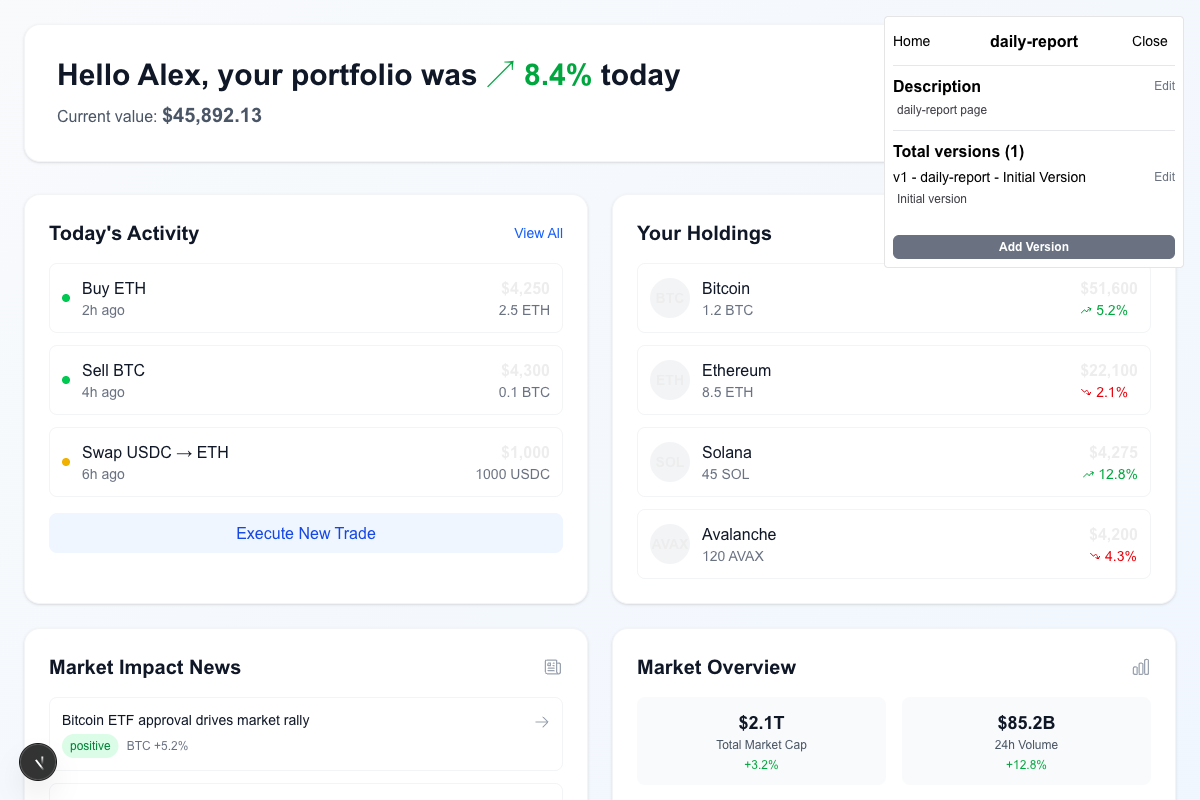 Hello Alex, your portfolio was 8.4% today
Current value: $45,892.13
Home daily-report Close
Description Edit
daily-report page
Total versions (1)
v1 - daily-report - Initial Version Edit
Initial version
Add Version
Today's Activity View All
Buy ETH $4,250
2h ago 2.5 ETH
Sell BTC $4,300
4h ago 0.1 BTC
Swap USDC → ETH $1,000
6h ago 1000 USDC
Execute New Trade
Your Holdings
BTC Bitcoin $51,600
1.2 BTC 5.2%
ETH Ethereum $22,100
8.5 ETH 2.1%
SOL Solana $4,275
45 SOL 12.8%
AVAX Avalanche $4,200
120 AVAX 4.3%
Market Impact News
Bitcoin ETF approval drives market rally
positive BTC +5.2%
Market Overview
$2.1T
Total Market Cap
+3.2%
$85.2B
24h Volume
+12.8%